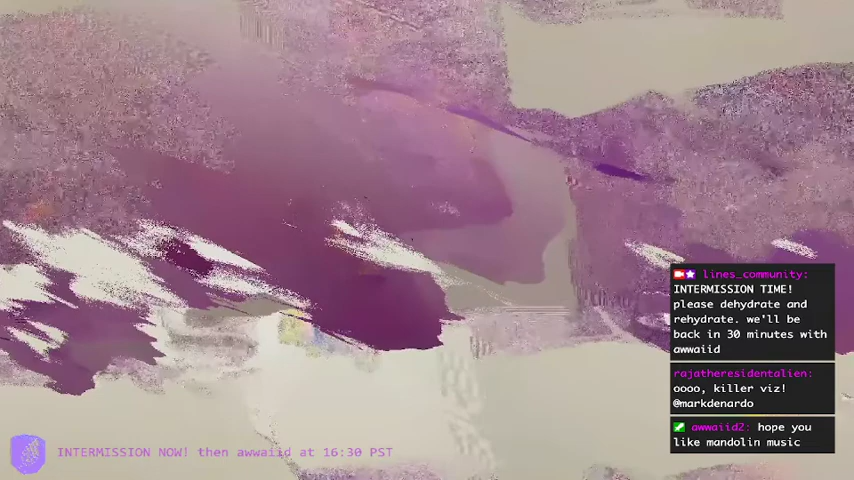 lines_community:
INTERMISSION TIME!
please dehydrate and
rehydrate. we'll be
back in 30 minutes with
awwaiid
rajatheresidentalien:
oooo, killer viz!
@markdenardo
awwaiid2: hope you
like mandolin music
INTERMISSION NOW! then awwaiid at 16:30 PST